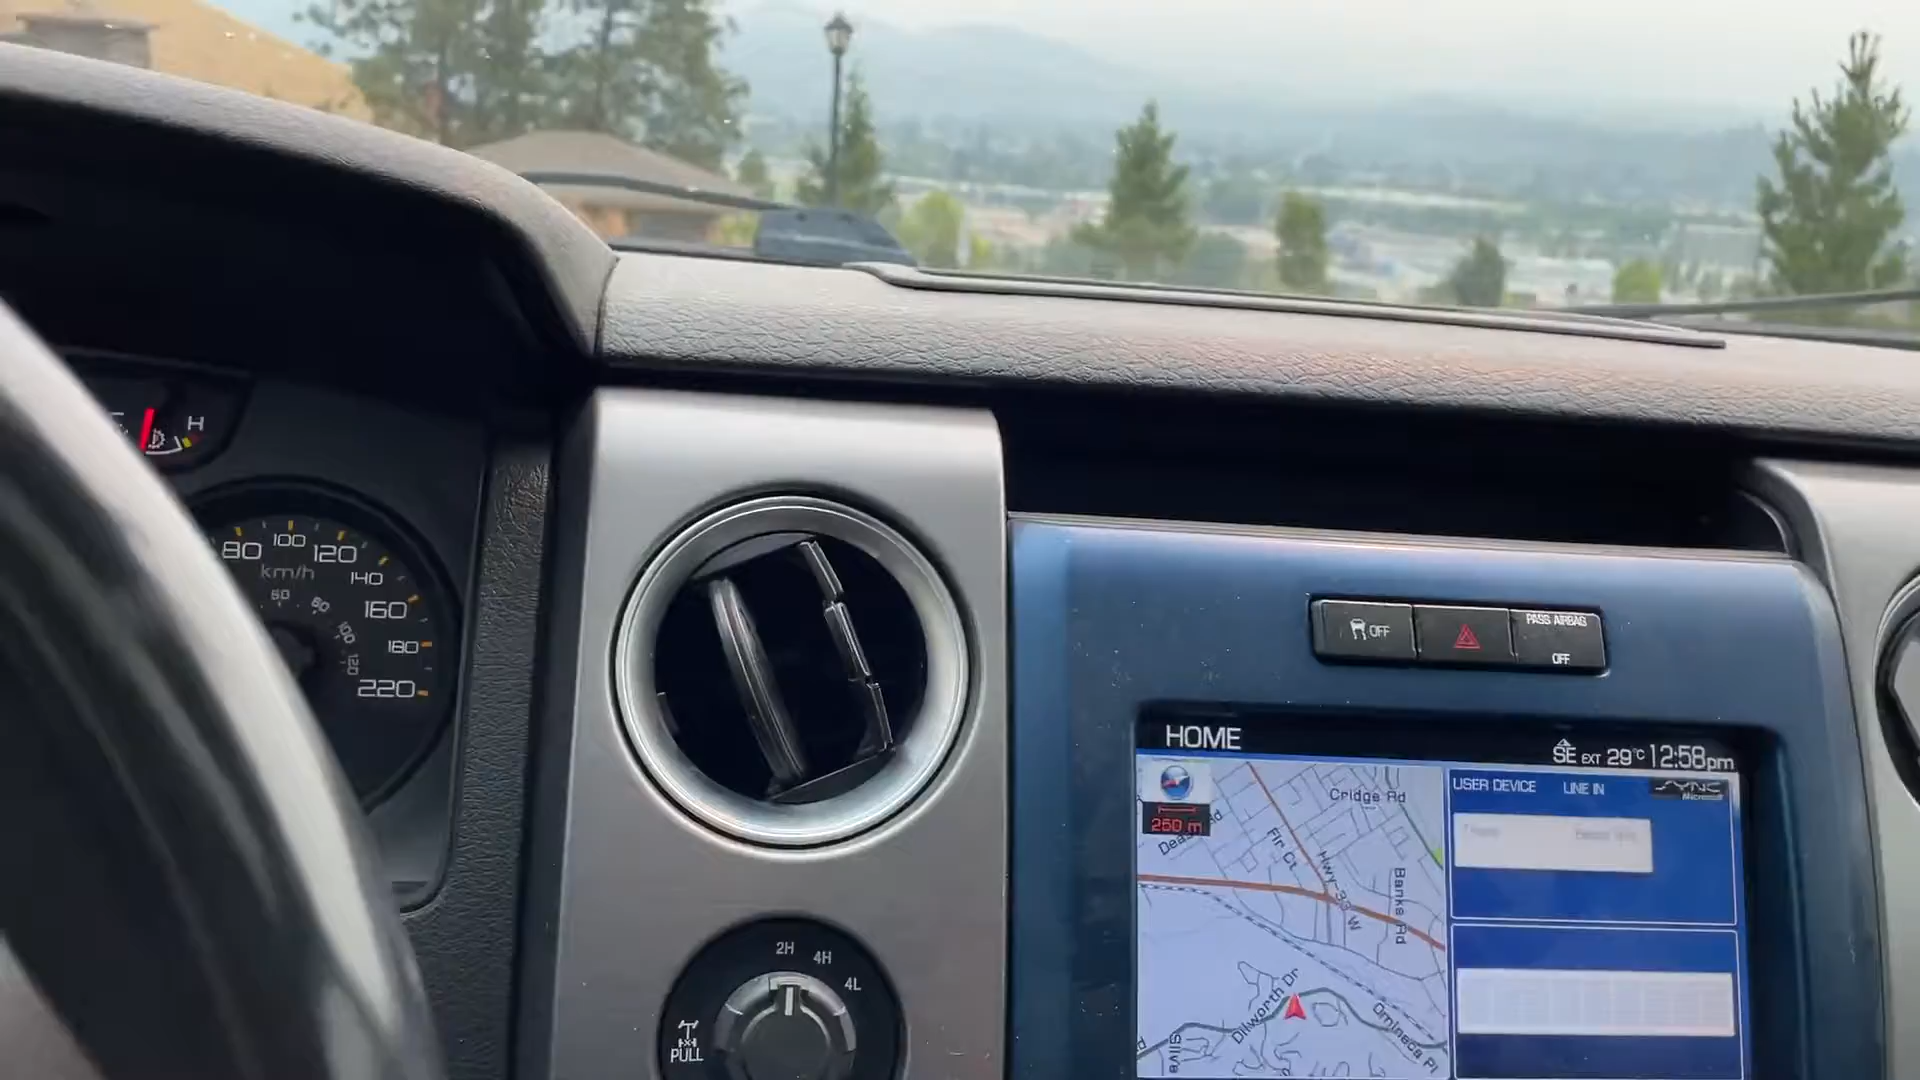 H
80
100
120
140
160
180
220
km/h
60
80
100
120
OFF
PASS AIRBAG
OFF
HOME
SE EXT 29°C 12:58pm
USER DEVICE LINE IN
SYNC
Microsoft
250 m
Cridge Rd
Fir Ct
Hwy-33 W
Banks Rd
Dilworth Dr
Omineca Pl
2H
4H
4L
PULL